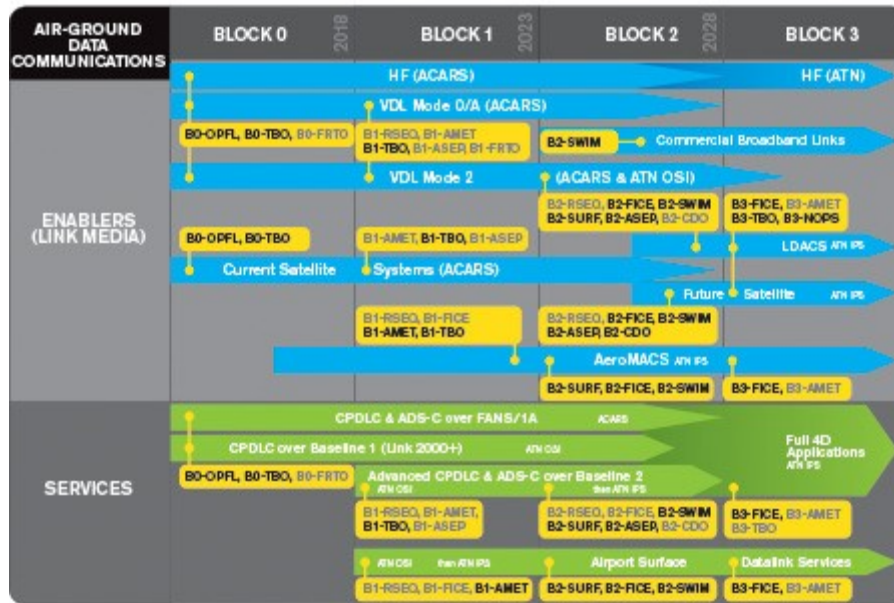 AIR-GROUND
DATA
COMMUNICATIONS
BLOCK 0
2018
BLOCK 1
2023
BLOCK 2
2028
BLOCK 3
HF (ACARS)
HF (ATN)
VDL Mode 0/A (ACARS)
B0-OPFL, B0-TBO, B0-FRTO
B1-RSEO, B1-AMET
B1-TBO, B1-ASEP, B1-FRTO
B2-SWIM
Commercial Broadband Links
VDL Mode 2
(ACARS & ATN OSI)
ENABLERS
(LINK MEDIA)
B2-RSEO, B2-FICE, B2-SWIM
B2-SURF, B2-ASEP, B2-CDO
B3-FICE, B3-AMET
B3-TBO, B3-NOPS
B0-OPFL, B0-TBO
B1-AMET, B1-TBO, B1-ASEP
LDACS ATN IPS
Current Satellite
Systems (ACARS)
Future
Satellite
ATN IPS
B1-RSEO, B1-FICE
B1-AMET, B1-TBO
B2-RSEO, B2-FICE, B2-SWIM
B2-ASEP, B2-CDO
AeroMACS ATN IPS
B2-SURF, B2-FICE, B2-SWIM
B3-FICE, B3-AMET
SERVICES
CPDLC & ADS-C over FANS/1A
ACARS
CPDLC over Baseline 1 (Link 2000+)
ATN OSI
Full 4D
Applications
ATN IPS
B0-OPFL, B0-TBO, B0-FRTO
Advanced CPDLC & ADS-C over Baseline 2
ATN OSI
then ATN IPS
B1-RSEO, B1-AMET,
B1-TBO, B1-ASEP
B2-RSEO, B2-FICE, B2-SWIM
B2-SURF, B2-ASEP, B2-CDO
B3-FICE, B3-AMET
B3-TBO
ATN OSI
then ATN IPS
Airport Surface
Datalink Services
B1-RSEO, B1-FICE, B1-AMET
B2-SURF, B2-FICE, B2-SWIM
B3-FICE, B3-AMET